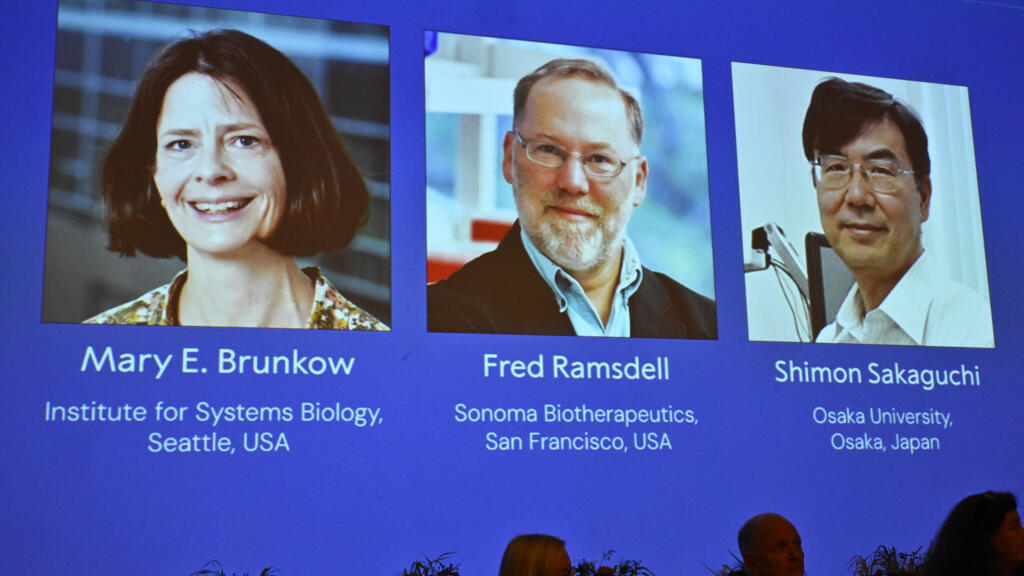 Mary E. Brunkow
Institute for Systems Biology,
Seattle, USA
Fred Ramsdell
Sonoma Biotherapeutics,
San Francisco, USA
Shimon Sakaguchi
Osaka University,
Osaka, Japan